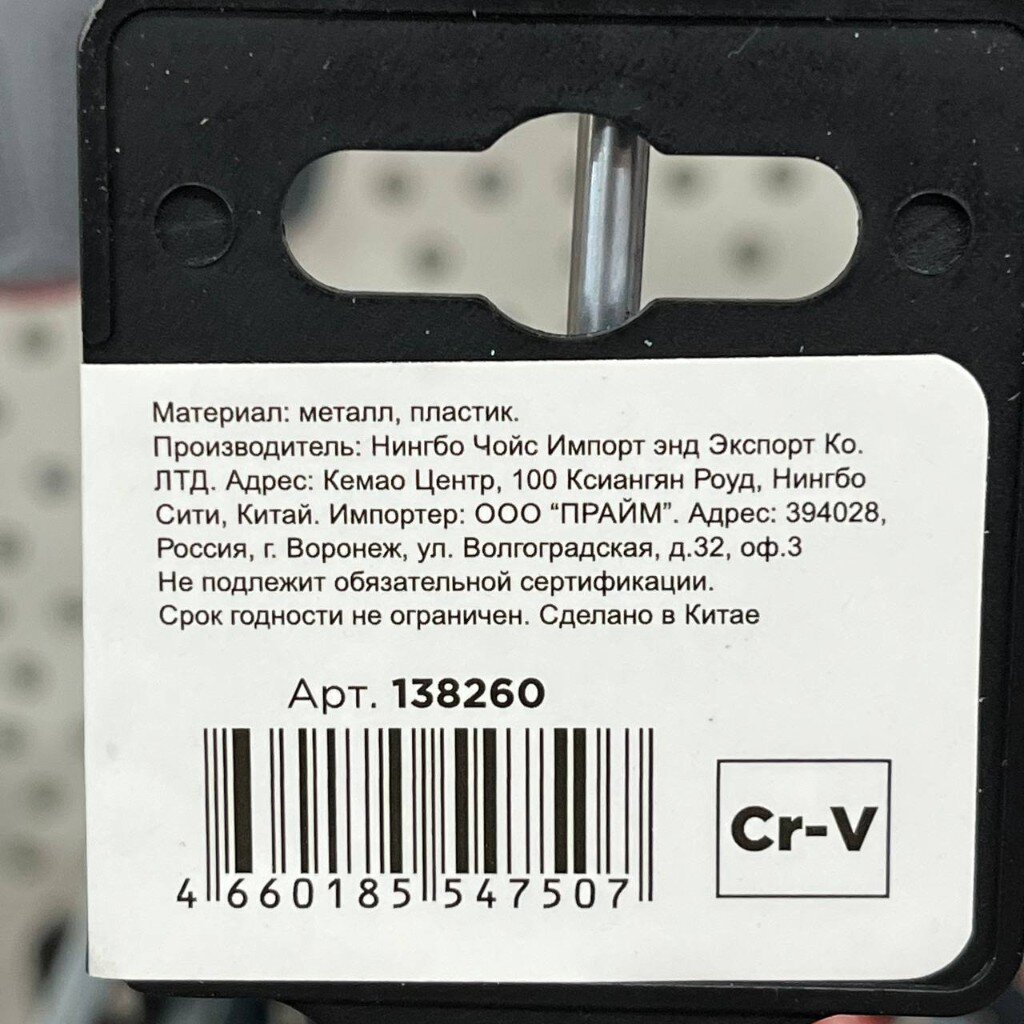 Материал: металл, пластик.
Производитель: Нингбо Чойс Импорт энд Экспорт Ко.
ЛТД. Адрес: Кемао Центр, 100 Ксиангян Роуд, Нингбо
Сити, Китай. Импортер: ООО “ПРАЙМ”. Адрес: 394028,
Россия, г. Воронеж, ул. Волгоградская, д.32, оф.3
Не подлежит обязательной сертификации.
Срок годности не ограничен. Сделано в Китае
Арт. 138260
Cr-V
4 660185 547507